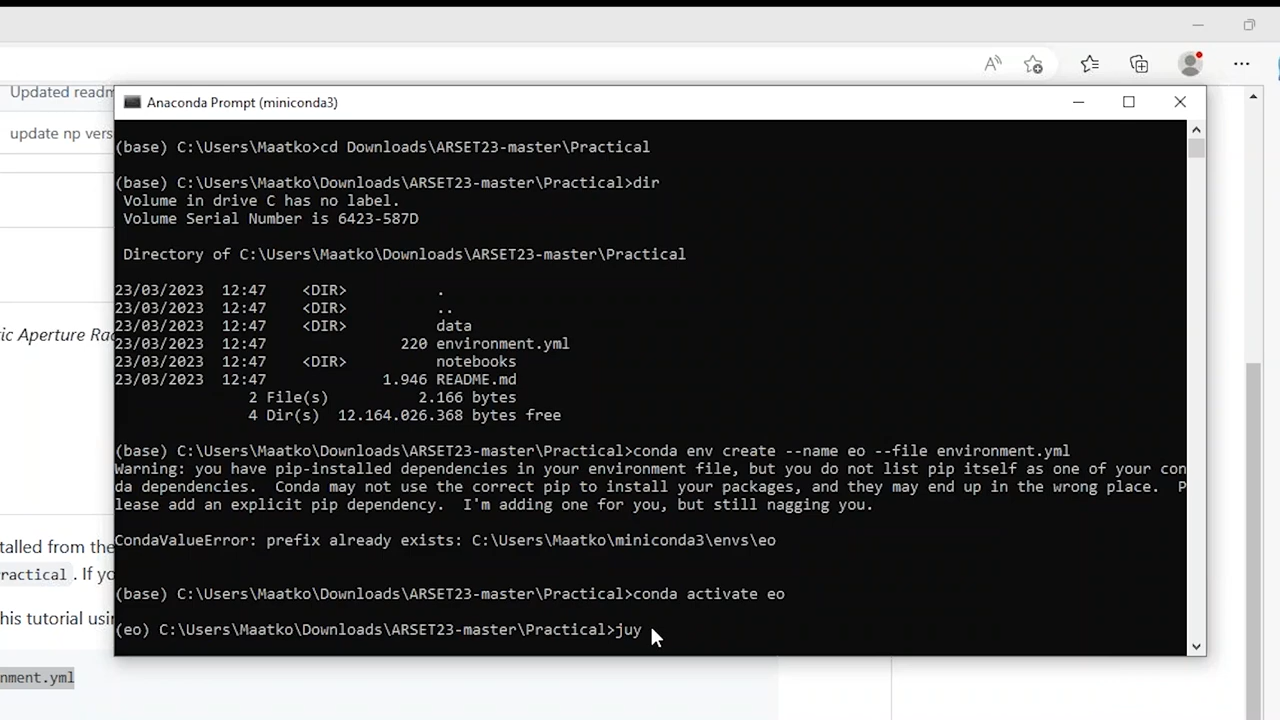 Updated readm
update np vers
Anaconda Prompt (miniconda3)
(base) C:\Users\Maatko>cd Downloads\ARSET23-master\Practical
(base) C:\Users\Maatko\Downloads\ARSET23-master\Practical>dir
Volume in drive C has no label.
Volume Serial Number is 6423-587D
Directory of C:\Users\Maatko\Downloads\ARSET23-master\Practical
23/03/2023 12:47 <DIR> .
23/03/2023 12:47 <DIR> ..
23/03/2023 12:47 <DIR> data
23/03/2023 12:47 220 environment.yml
23/03/2023 12:47 <DIR> notebooks
23/03/2023 12:47 1.946 README.md
2 File(s) 2.166 bytes
4 Dir(s) 12.164.026.368 bytes free
(base) C:\Users\Maatko\Downloads\ARSET23-master\Practical>conda env create --name eo --file environment.yml
Warning: you have pip-installed dependencies in your environment file, but you do not list pip itself as one of your con
da dependencies. Conda may not use the correct pip to install your packages, and they may end up in the wrong place. P
lease add an explicit pip dependency. I'm adding one for you, but still nagging you.
CondaValueError: prefix already exists: C:\Users\Maatko\miniconda3\envs\eo
(base) C:\Users\Maatko\Downloads\ARSET23-master\Practical>conda activate eo
(eo) C:\Users\Maatko\Downloads\ARSET23-master\Practical>juy
ic Aperture Ra
talled from the
ractical . If yo
his tutorial usi
nment.yml